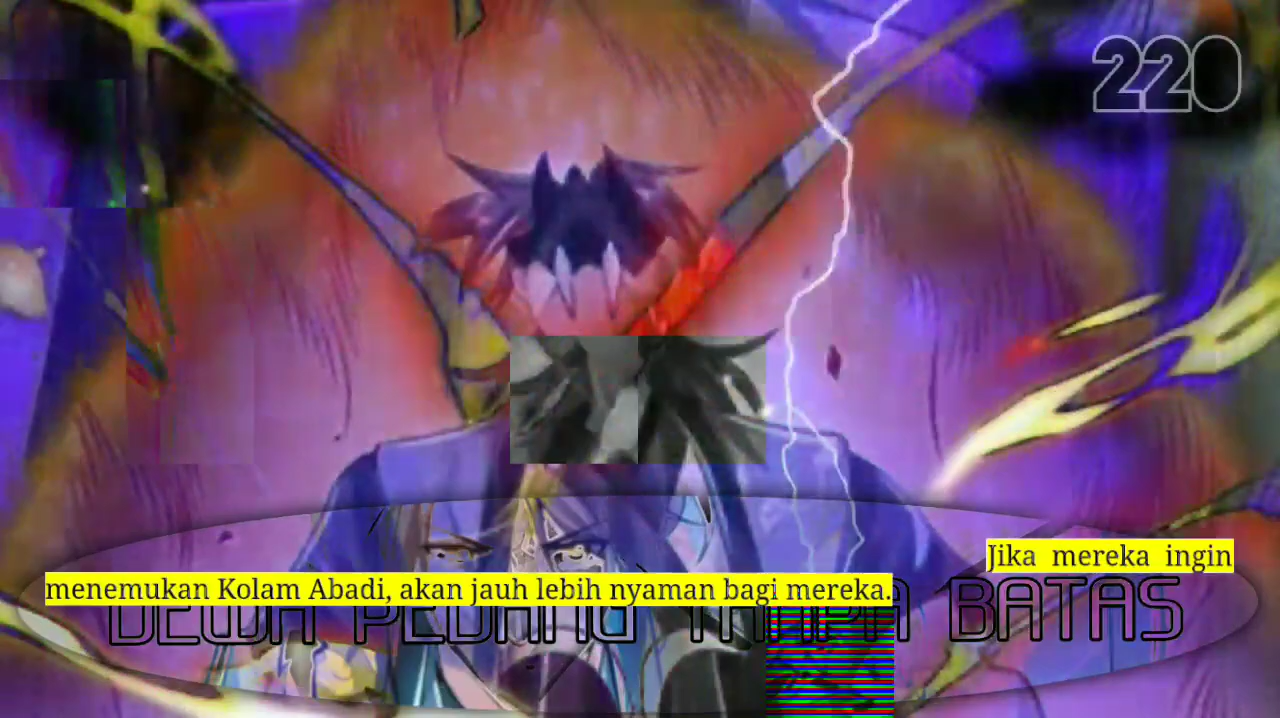 220
Jika mereka ingin
menemukan Kolam Abadi, akan jauh lebih nyaman bagi mereka.
DEWA PEDANG TANPA BATAS